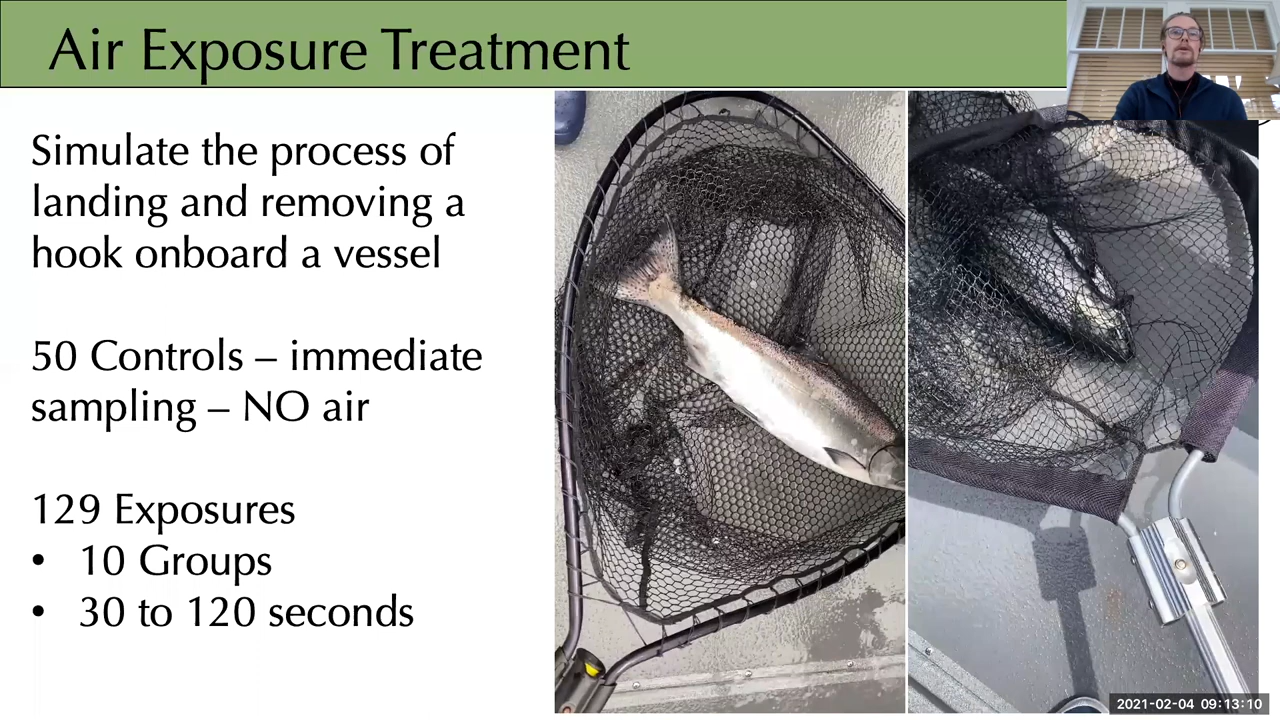 Air Exposure Treatment
Simulate the process of
landing and removing a
hook onboard a vessel
50 Controls – immediate
sampling – NO air
129 Exposures
• 10 Groups
• 30 to 120 seconds
2021-02-04 09:13:10